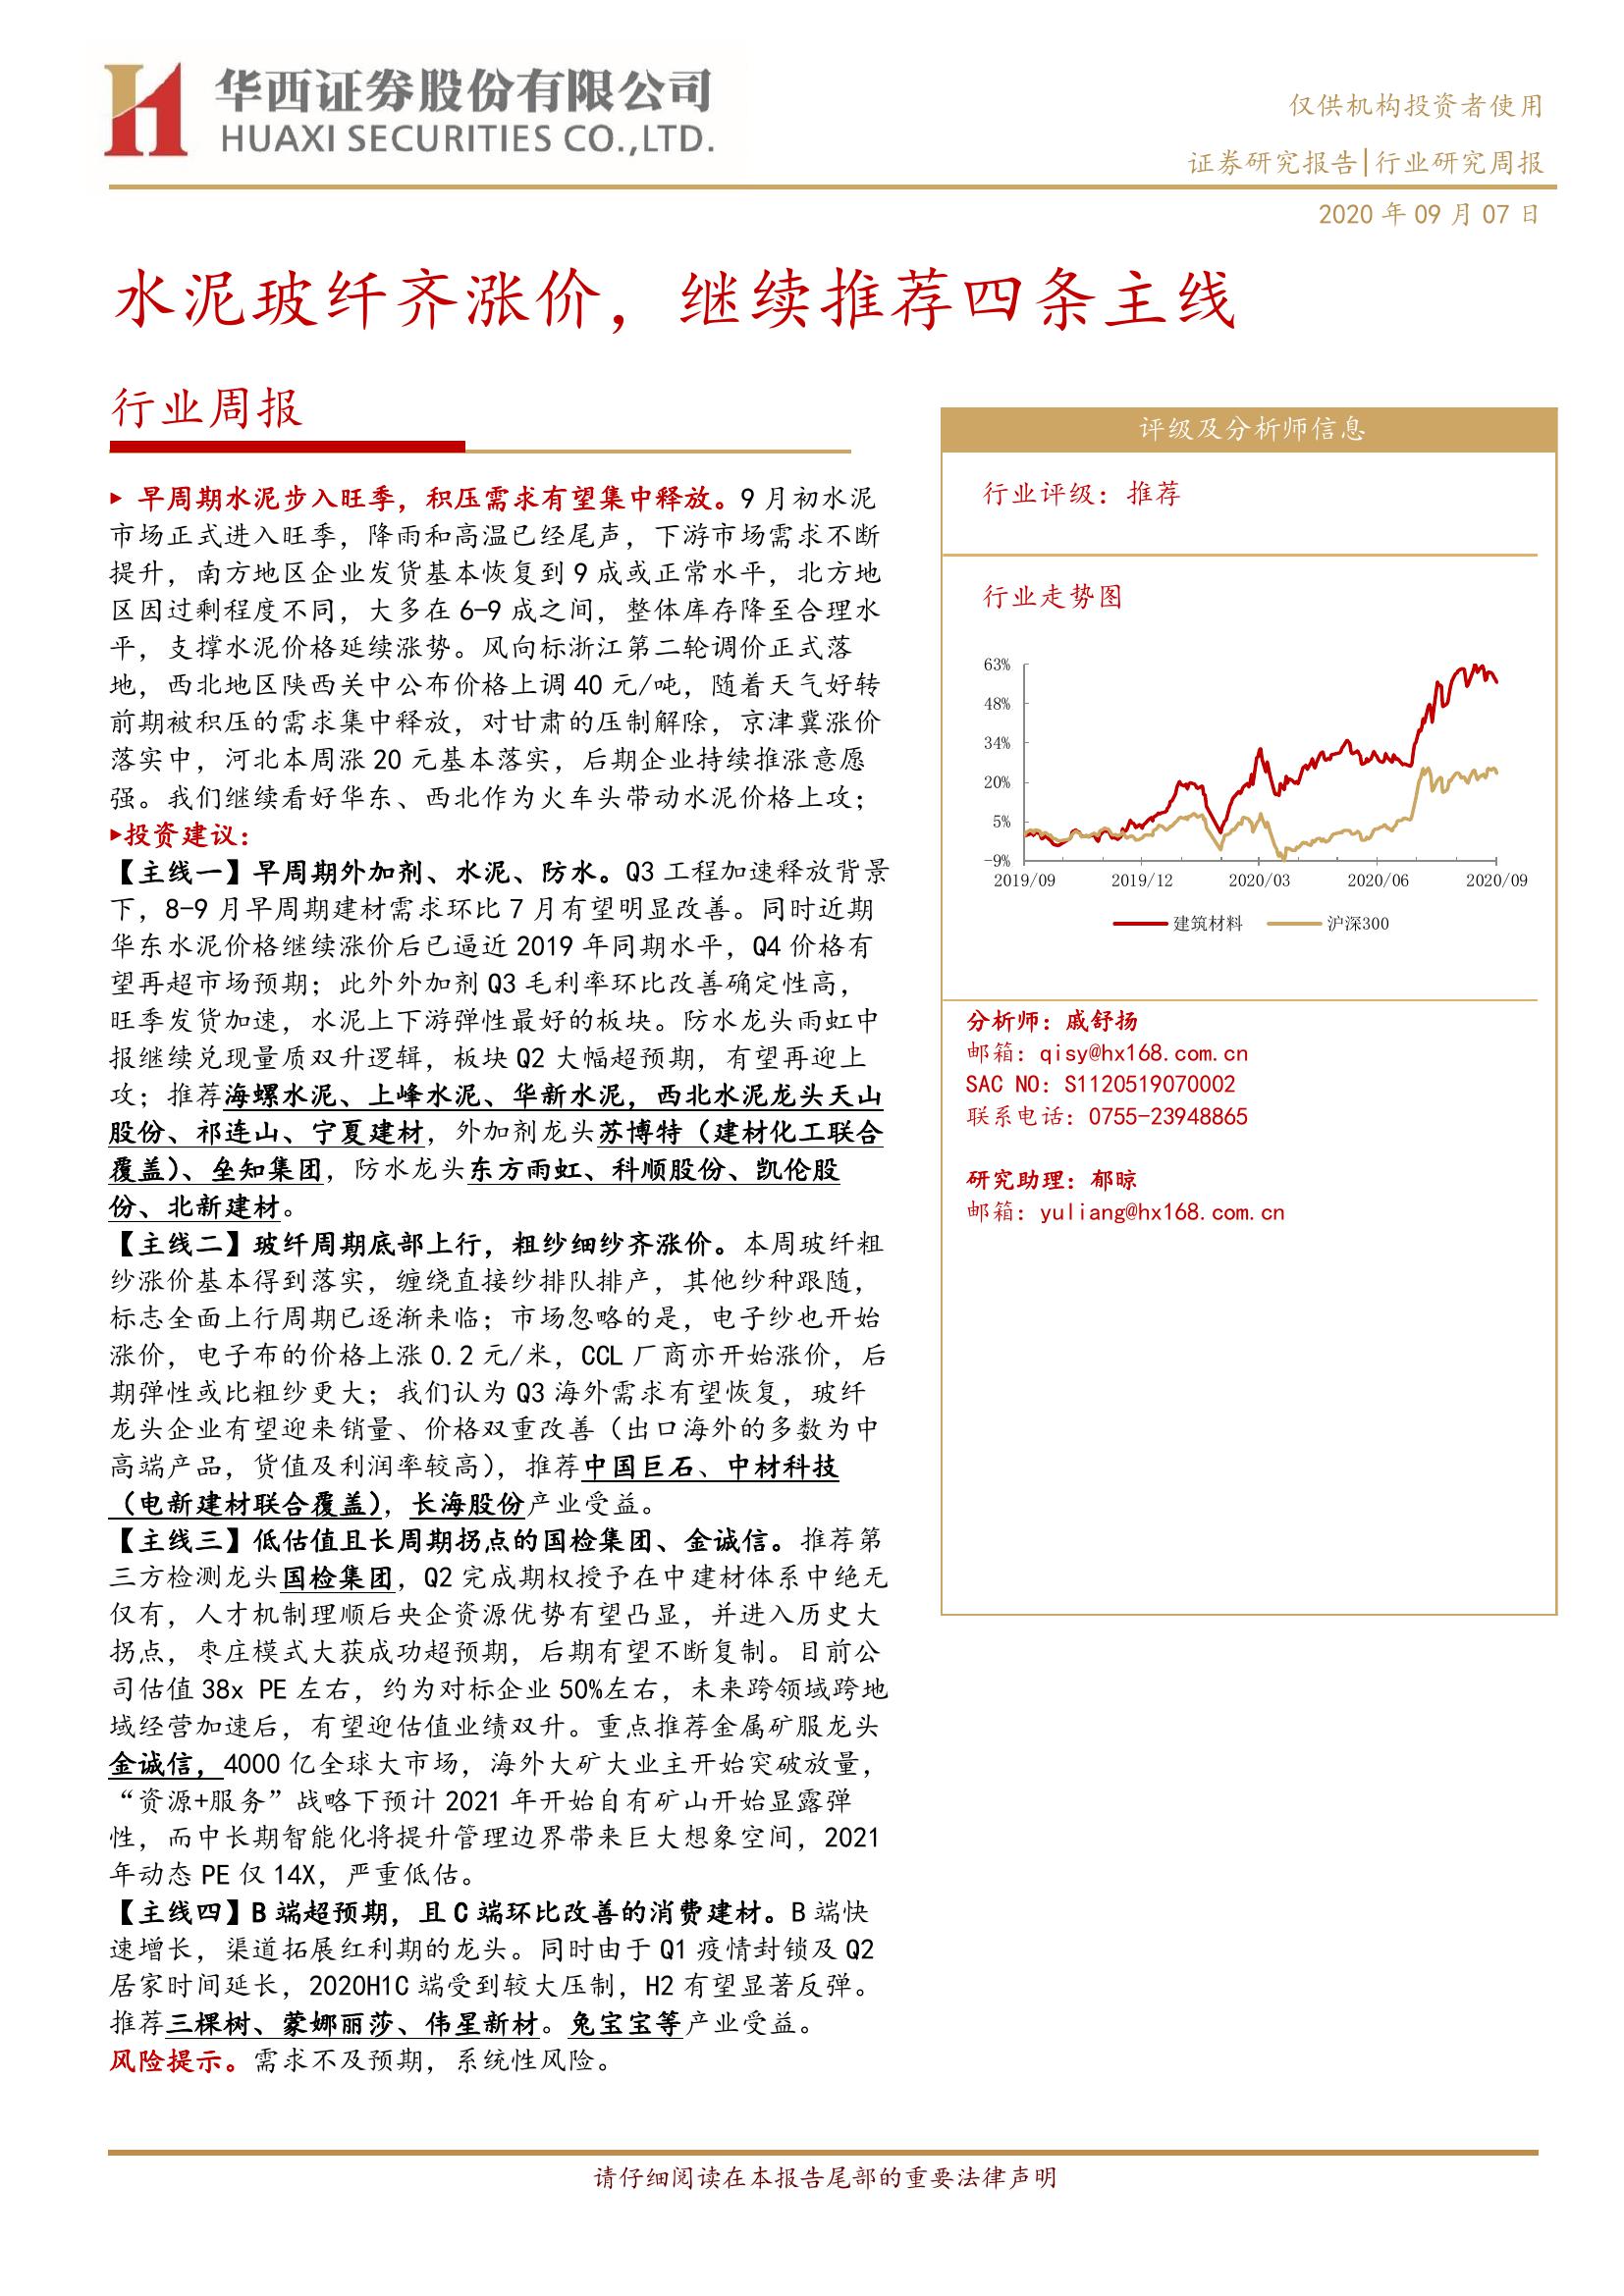 华西证券股份有限公司
HUAXI SECURITIES CO.,LTD.
仅供机构投资者使用
证券研究报告|行业研究周报
2020 年 09 月 07 日
水泥玻纤齐涨价，继续推荐四条主线
行业周报
▶ 早周期水泥步入旺季，积压需求有望集中释放。9 月初水泥
市场正式进入旺季，降雨和高温已经尾声，下游市场需求不断
提升，南方地区企业发货基本恢复到 9 成或正常水平，北方地
区因过剩程度不同，大多在 6-9 成之间，整体库存降至合理水
平，支撑水泥价格延续涨势。风向标浙江第二轮调价正式落
地，西北地区陕西关中公布价格上调 40 元/吨，随着天气好转
前期被积压的需求集中释放，对甘肃的压制解除，京津冀涨价
落实中，河北本周涨 20 元基本落实，后期企业持续推涨意愿
强。我们继续看好华东、西北作为火车头带动水泥价格上攻；
▶投资建议：
【主线一】早周期外加剂、水泥、防水。Q3 工程加速释放背景
下，8-9 月早周期建材需求环比 7 月有望明显改善。同时近期
华东水泥价格继续涨价后已逼近 2019 年同期水平，Q4 价格有
望再超市场预期；此外外加剂 Q3 毛利率环比改善确定性高，
旺季发货加速，水泥上下游弹性最好的板块。防水龙头雨虹中
报继续兑现量质双升逻辑，板块 Q2 大幅超预期，有望再迎上
攻；推荐海螺水泥、上峰水泥、华新水泥，西北水泥龙头天山
股份、祁连山、宁夏建材，外加剂龙头苏博特（建材化工联合
覆盖）、垒知集团，防水龙头东方雨虹、科顺股份、凯伦股
份、北新建材。
【主线二】玻纤周期底部上行，粗纱细纱齐涨价。本周玻纤粗
纱涨价基本得到落实，缠绕直接纱排队排产，其他纱种跟随，
标志全面上行周期已逐渐来临；市场忽略的是，电子纱也开始
涨价，电子布的价格上涨 0.2 元/米，CCL 厂商亦开始涨价，后
期弹性或比粗纱更大；我们认为 Q3 海外需求有望恢复，玻纤
龙头企业有望迎来销量、价格双重改善（出口海外的多数为中
高端产品，货值及利润率较高），推荐中国巨石、中材科技
（电新建材联合覆盖），长海股份产业受益。
【主线三】低估值且长周期拐点的国检集团、金诚信。推荐第
三方检测龙头国检集团，Q2 完成期权授予在中建材体系中绝无
仅有，人才机制理顺后央企资源优势有望凸显，并进入历史大
拐点，枣庄模式大获成功超预期，后期有望不断复制。目前公
司估值 38x PE 左右，约为对标企业 50%左右，未来跨领域跨地
域经营加速后，有望迎估值业绩双升。重点推荐金属矿服龙头
金诚信，4000 亿全球大市场，海外大矿大业主开始突破放量，
“资源+服务”战略下预计 2021 年开始自有矿山开始显露弹
性，而中长期智能化将提升管理边界带来巨大想象空间，2021
年动态 PE 仅 14X，严重低估。
【主线四】B 端超预期，且 C 端环比改善的消费建材。B 端快
速增长，渠道拓展红利期的龙头。同时由于 Q1 疫情封锁及 Q2
居家时间延长，2020H1C 端受到较大压制，H2 有望显著反弹。
推荐三棵树、蒙娜丽莎、伟星新材。兔宝宝等产业受益。
风险提示。需求不及预期，系统性风险。
评级及分析师信息
行业评级：推荐
行业走势图
63%
48%
34%
20%
5%
-9%
2019/09 2019/12 2020/03 2020/06 2020/09
建筑材料 沪深300
分析师：戚舒扬
邮箱：qisy@hx168.com.cn
SAC NO：S1120519070002
联系电话：0755-23948865
研究助理：郁晾
邮箱：yuliang@hx168.com.cn
请仔细阅读在本报告尾部的重要法律声明